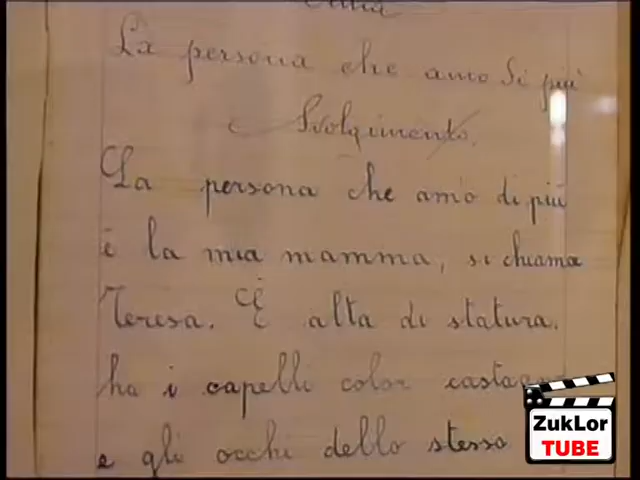 La persona che amo di più
Svolgimento.
La persona che amo di più
è la mia mamma, si chiama
Teresa. È alta di statura.
ha i capelli color
e gli occhi dello stesso
ZukLor
TUBE